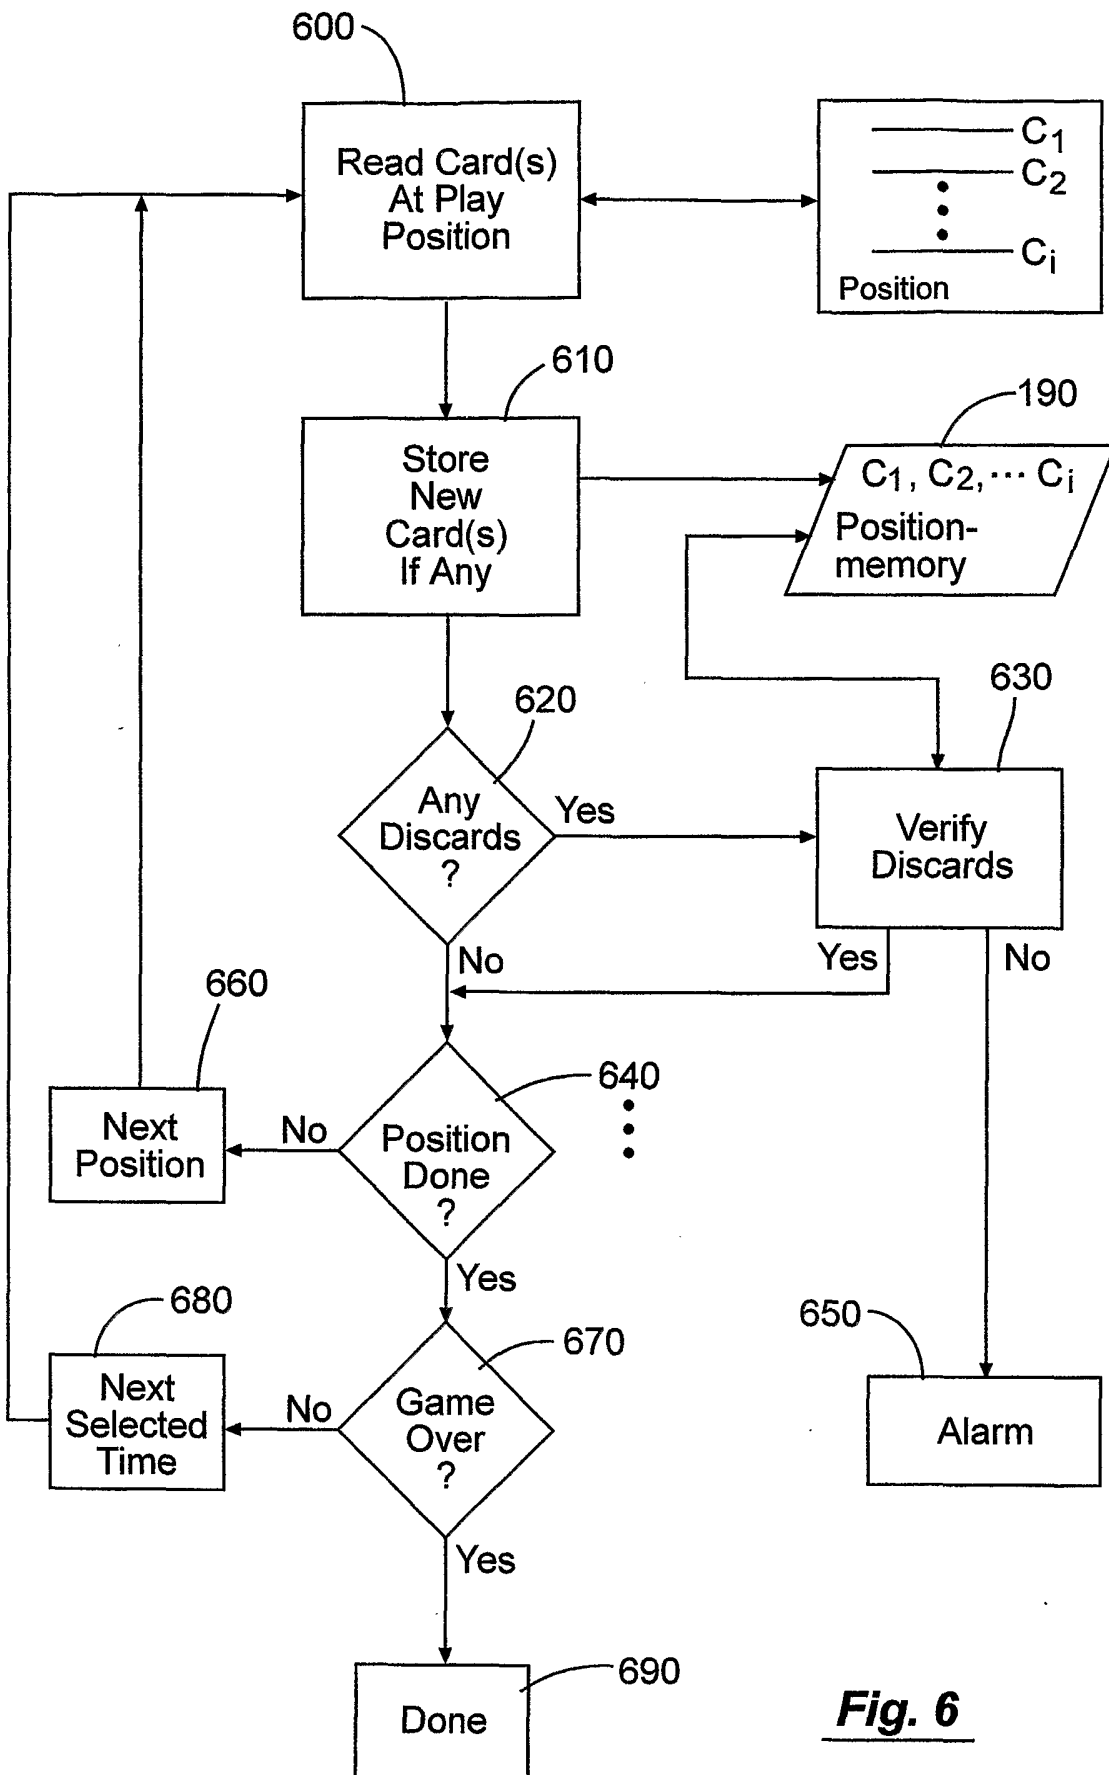 600
Read Card(s)
At Play
Position
C1
C2
Ci
Position
610
Store
New
Card(s)
If Any
190
C1, C2, ··· Ci
Position-
memory
620
Any
Discards
?
Yes
No
630
Verify
Discards
Yes
No
640
Position
Done
?
No
Yes
660
Next
Position
670
Game
Over
?
No
Yes
680
Next
Selected
Time
650
Alarm
690
Done
Fig. 6